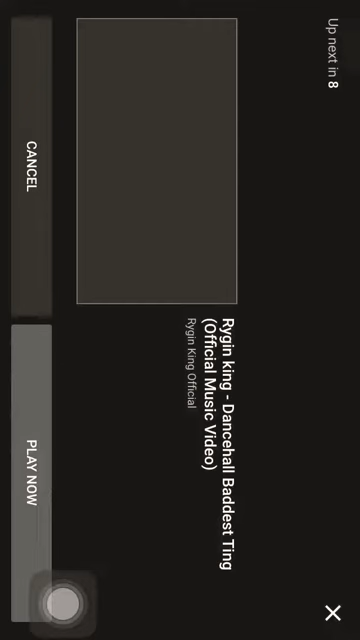 Up next in 8
Rygin king - Dancehall Baddest Ting
(Official Music Video)
Rygin King Official
CANCEL
PLAY NOW